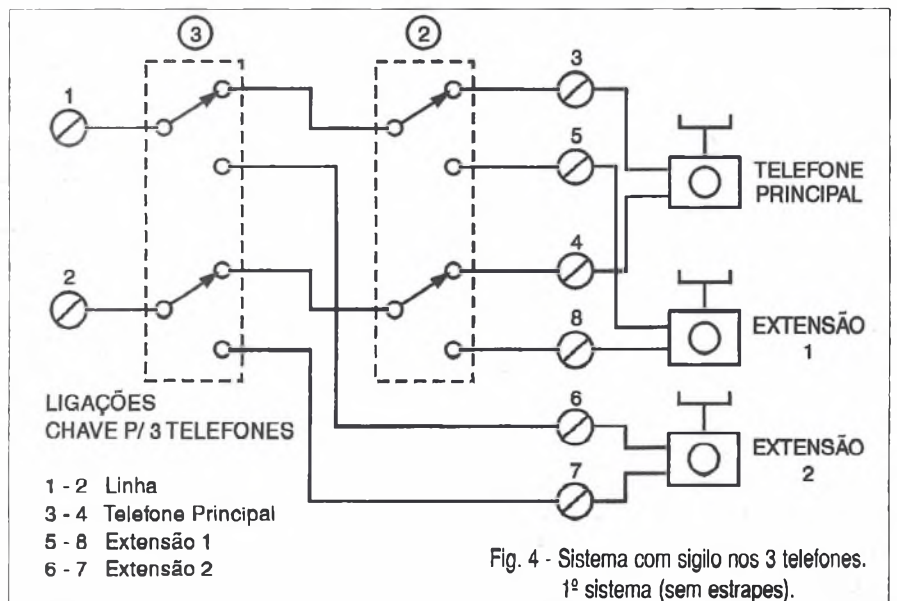 3
2
1
3
5
TELEFONE
PRINCIPAL
2
4
8
EXTENSÃO
1
LIGAÇÕES
CHAVE P/ 3 TELEFONES
6
EXTENSÃO
2
7
1 - 2 Linha
3 - 4 Telefone Principal
5 - 8 Extensão 1
6 - 7 Extensão 2
Fig. 4 - Sistema com sigilo nos 3 telefones.
1º sistema (sem estrapes).